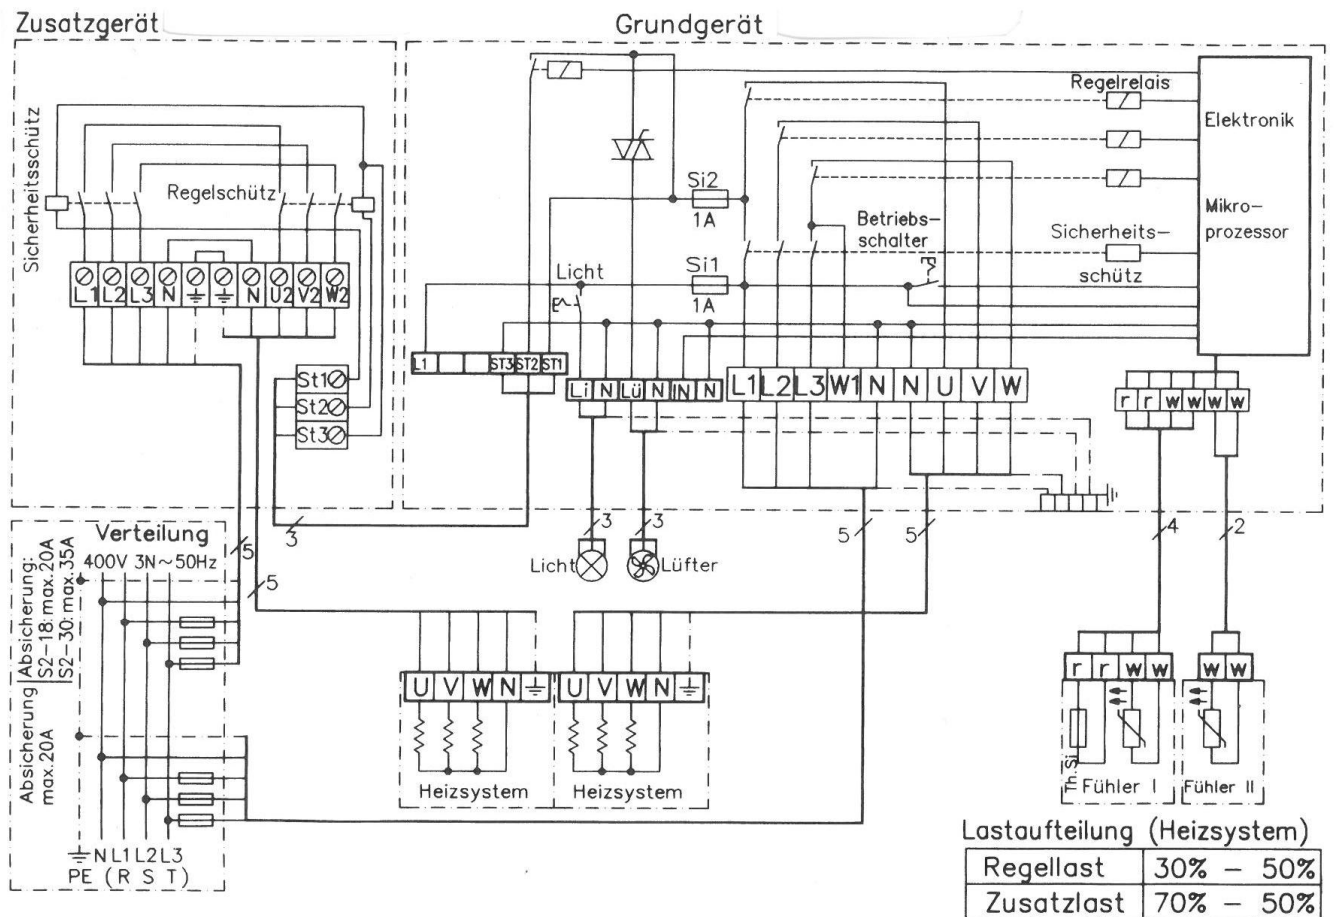 Zusatzgerät
Grundgerät
Sicherheitsschütz
Regelschütz
L1 L2 L3 N N U2 V2 W2
St1
St2
St3
Regelrelais
Elektronik
Mikro-
prozessor
Si2
1A
Betriebs-
schalter
Sicherheits-
schütz
Licht
Si1
1A
L1 ST3 ST2 ST1
Li N Lü N IN N
L1 L2 L3 W1 N N U V W
r r w w w w
3
3
3
5
5
4
2
Licht
Lüfter
Verteilung
400V 3N~50Hz
5
5
Absicherung:
S2-18:max.20A
S2-30:max.35A
Absicherung
max.20A
N L1 L2 L3
PE (R S T)
U V W N
U V W N
Heizsystem
Heizsystem
r r w w
w w
Th.Si
Fühler I
Fühler II
Lastaufteilung (Heizsystem)
Regellast 30% - 50%
Zusatzlast 70% - 50%